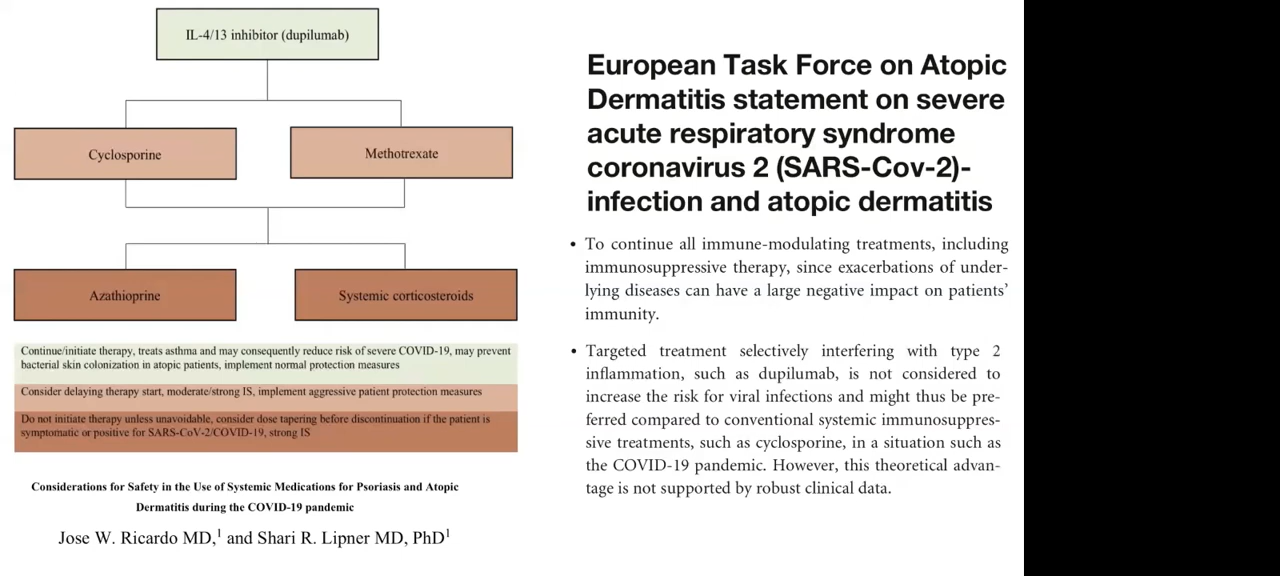 IL-4/13 inhibitor (dupilumab)
Cyclosporine
Methotrexate
Azathioprine
Systemic corticosteroids
Continue/initiate therapy, treats asthma and may consequently reduce risk of severe COVID-19, may prevent
bacterial skin colonization in atopic patients, implement normal protection measures
Consider delaying therapy start, moderate/strong IS, implement aggressive patient protection measures
Do not initiate therapy unless unavoidable, consider dose tapering before discontinuation if the patient is
symptomatic or positive for SARS-CoV-2/COVID-19, strong IS
Considerations for Safety in the Use of Systemic Medications for Psoriasis and Atopic
Dermatitis during the COVID-19 pandemic
Jose W. Ricardo MD,¹ and Shari R. Lipner MD, PhD¹
European Task Force on Atopic
Dermatitis statement on severe
acute respiratory syndrome
coronavirus 2 (SARS-Cov-2)-
infection and atopic dermatitis
• To continue all immune-modulating treatments, including
immunosuppressive therapy, since exacerbations of under-
lying diseases can have a large negative impact on patients’
immunity.
• Targeted treatment selectively interfering with type 2
inflammation, such as dupilumab, is not considered to
increase the risk for viral infections and might thus be pre-
ferred compared to conventional systemic immunosuppres-
sive treatments, such as cyclosporine, in a situation such as
the COVID-19 pandemic. However, this theoretical advan-
tage is not supported by robust clinical data.